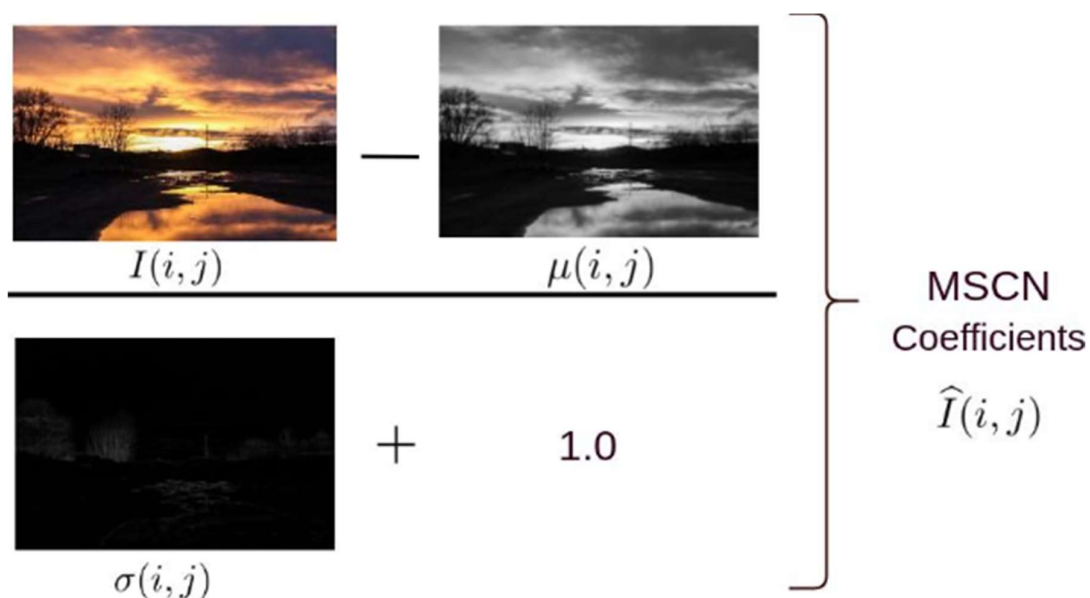 I(i, j)
μ(i, j)
σ(i, j)
+ 1.0
MSCN
Coefficients
Î(i, j)